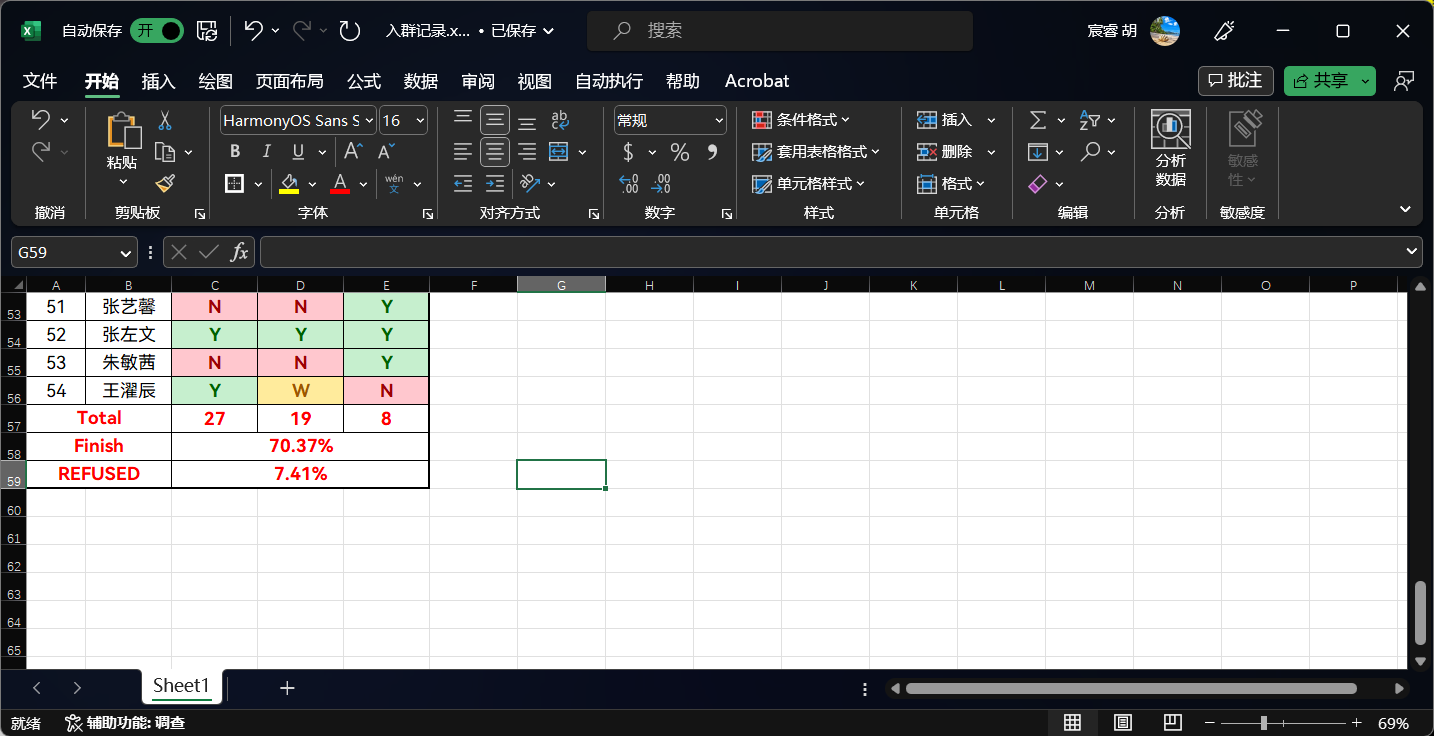 自动保存 开 入群记录.x... • 已保存 搜索 宸睿 胡
文件 开始 插入 绘图 页面布局 公式 数据 审阅 视图 自动执行 帮助 Acrobat 批注 共享
HarmonyOS Sans S 16 常规 条件格式 插入
粘贴 B I U A A $ % 套用表格格式 删除 分析 数据 敏感 性
A wén 文 .00 单元格样式 格式
撤消 剪贴板 字体 对齐方式 数字 样式 单元格 编辑 分析 敏感度
G59 fx
A B C D E F G H I J K L M N O P
53 51 张艺馨 N N Y
54 52 张左文 Y Y Y
55 53 朱敏茜 N N Y
56 54 王濯辰 Y W N
57 Total 27 19 8
58 Finish 70.37%
59 REFUSED 7.41%
60
61
62
63
64
65
Sheet1
就绪 辅助功能: 调查 69%